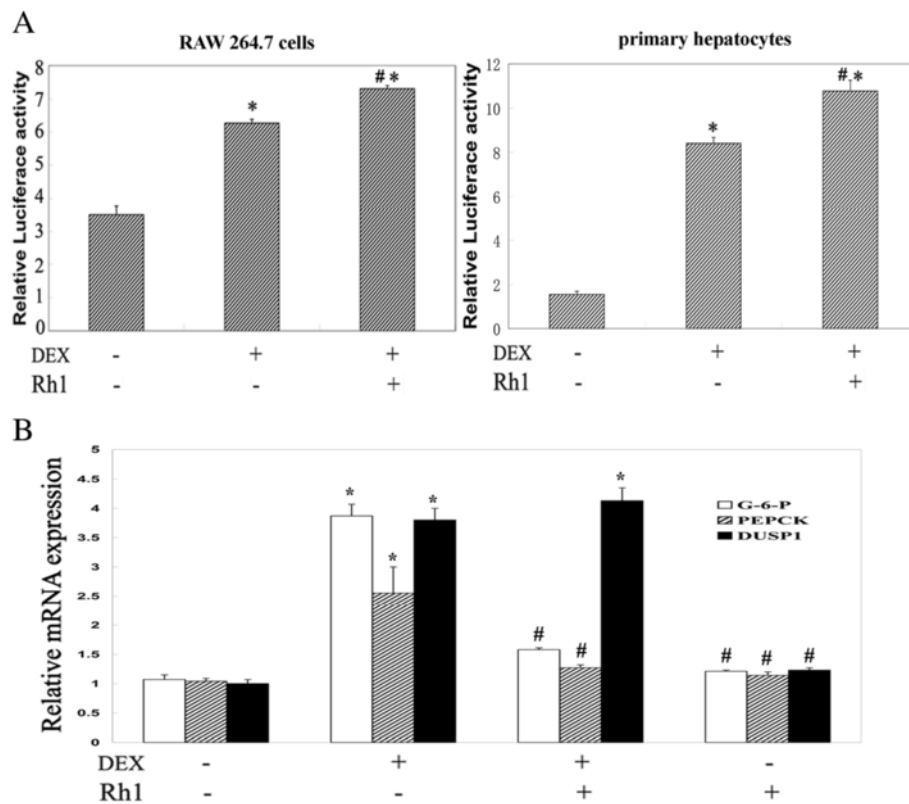 A
RAW 264.7 cells
Relative Luciferace activity
8
7
6
5
4
3
2
1
0
*
# *
DEX - + +
Rh1 - - +
primary hepatocytes
Relative Luciferace activity
12
10
8
6
4
2
0
*
# *
- + +
- - +
B
Relative mRNA expression
5
4.5
4
3.5
3
2.5
2
1.5
1
0.5
0
* * *
# # *
# # #
G-6-P
PEPCK
DUSP1
DEX - + + -
Rh1 - - + +